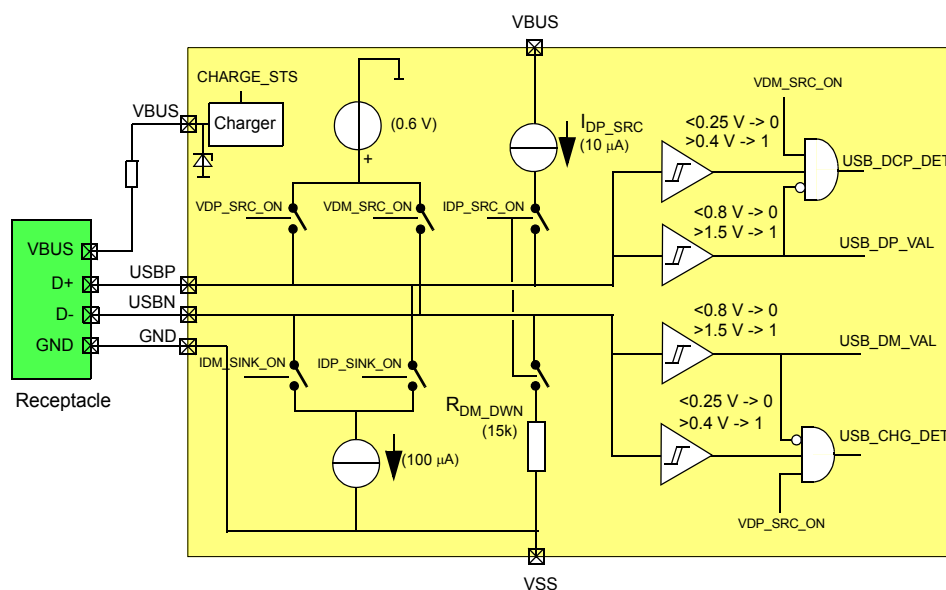 VBUS
CHARGE_STS
VBUS
Charger
(0.6 V)
+
I_DP_SRC
(10 µA)
VDM_SRC_ON
<0.25 V -> 0
>0.4 V -> 1
USB_DCP_DET
VDP_SRC_ON
VDM_SRC_ON
IDP_SRC_ON
<0.8 V -> 0
>1.5 V -> 1
USB_DP_VAL
VBUS
USBP
D+
USBN
D-
GND
GND
<0.8 V -> 0
>1.5 V -> 1
USB_DM_VAL
IDM_SINK_ON
IDP_SINK_ON
Receptacle
R_DM_DWN
(15k)
<0.25 V -> 0
>0.4 V -> 1
USB_CHG_DET
(100 µA)
VDP_SRC_ON
VSS